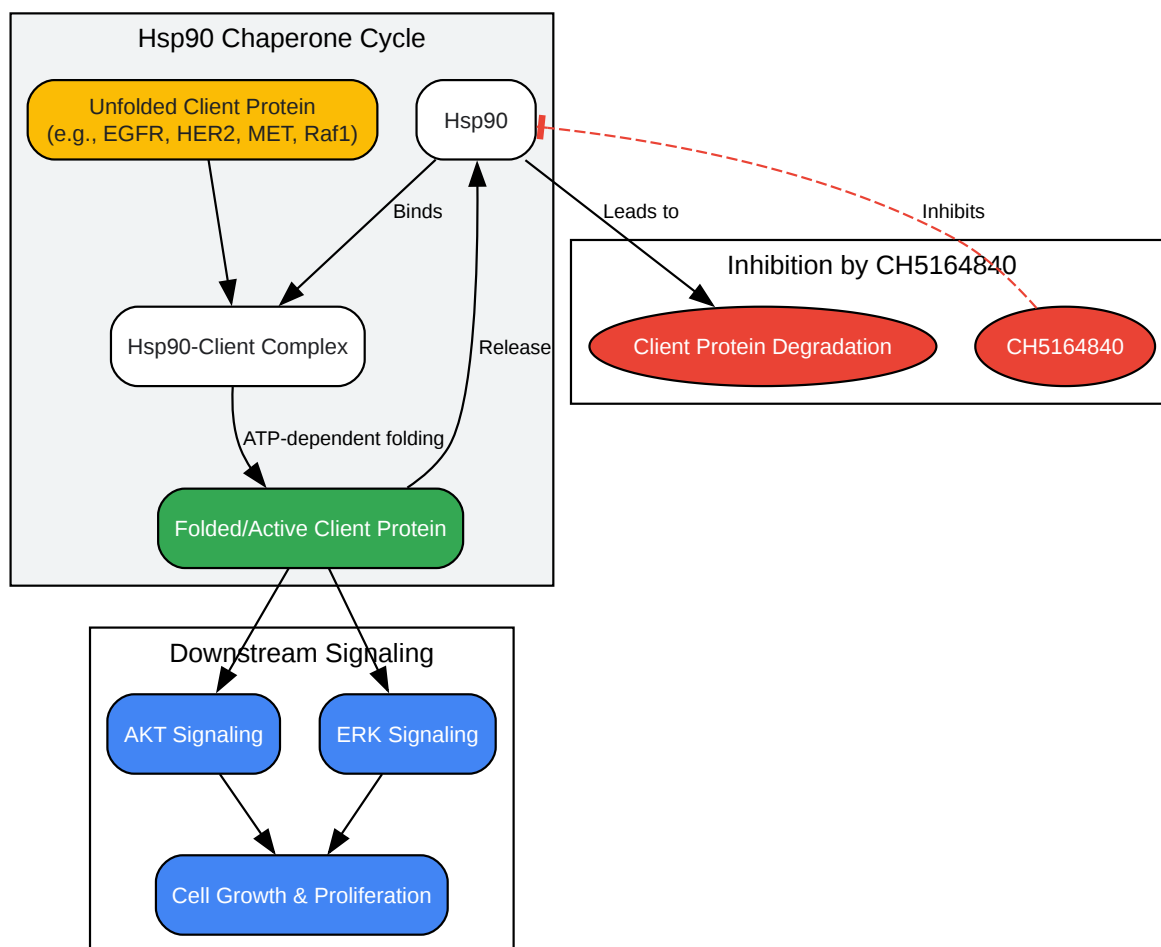 Hsp90 Chaperone Cycle
Unfolded Client Protein
(e.g., EGFR, HER2, MET, Raf1)
Hsp90
Binds
Leads to
Inhibits
Inhibition by CH5164840
Hsp90-Client Complex
Release
Client Protein Degradation
CH5164840
ATP-dependent folding
Folded/Active Client Protein
Downstream Signaling
AKT Signaling
ERK Signaling
Cell Growth & Proliferation